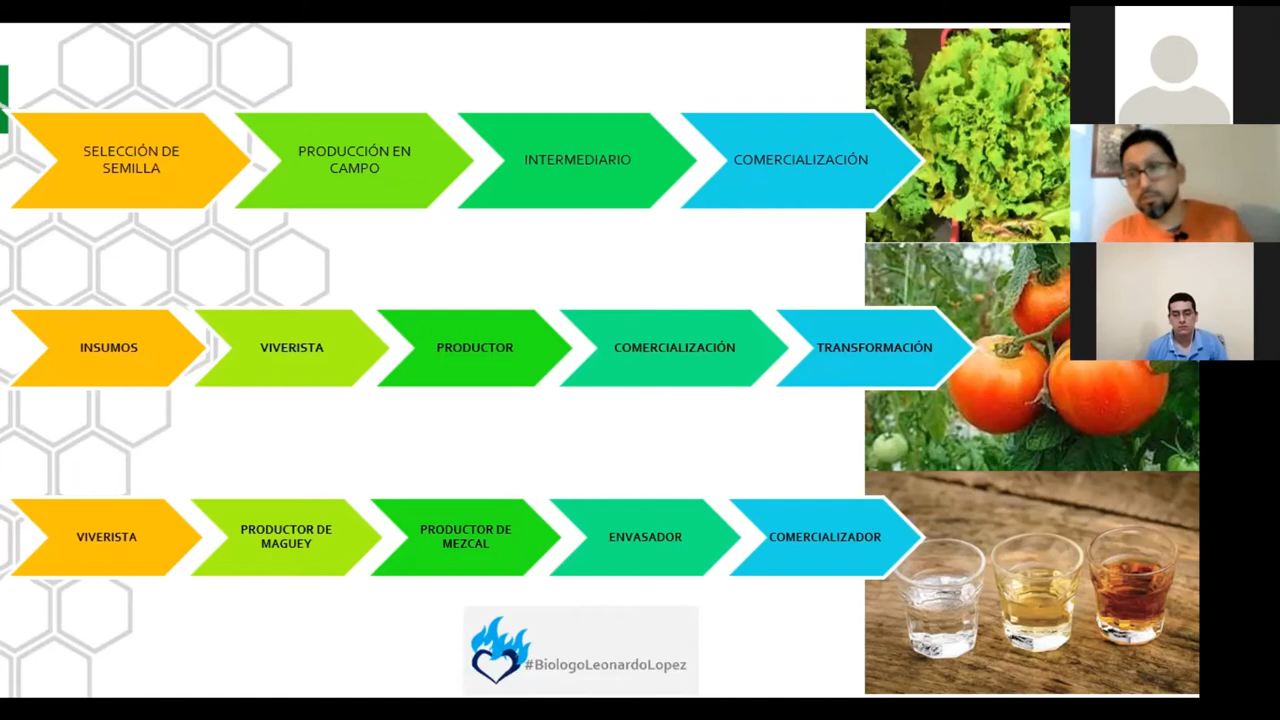 SELECCIÓN DE
SEMILLA
PRODUCCIÓN EN
CAMPO
INTERMEDIARIO
COMERCIALIZACIÓN
INSUMOS
VIVERISTA
PRODUCTOR
COMERCIALIZACIÓN
TRANSFORMACIÓN
VIVERISTA
PRODUCTOR DE
MAGUEY
PRODUCTOR DE
MEZCAL
ENVASADOR
COMERCIALIZADOR
#BiologoLeonardoLopez